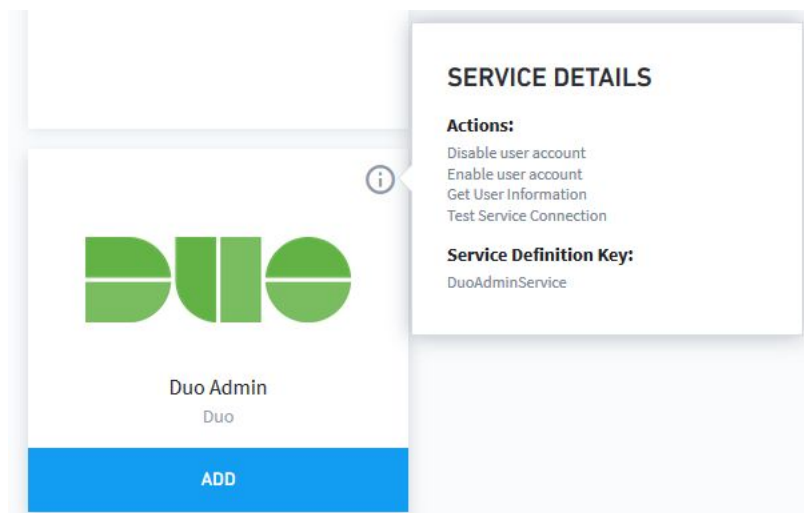 SERVICE DETAILS
Actions:
Disable user account
Enable user account
Get User Information
Test Service Connection
Service Definition Key:
DuoAdminService
DUO
Duo Admin
Duo
ADD